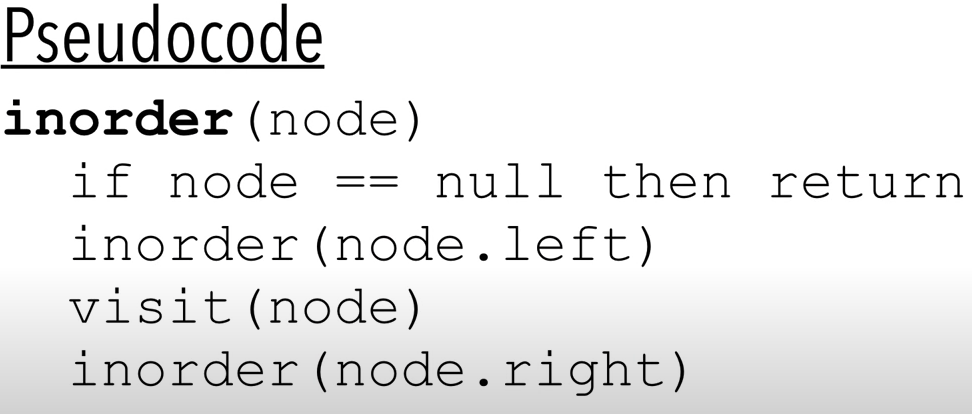 Pseudocode
inorder(node)
if node == null then return
inorder(node.left)
visit(node)
inorder(node.right)